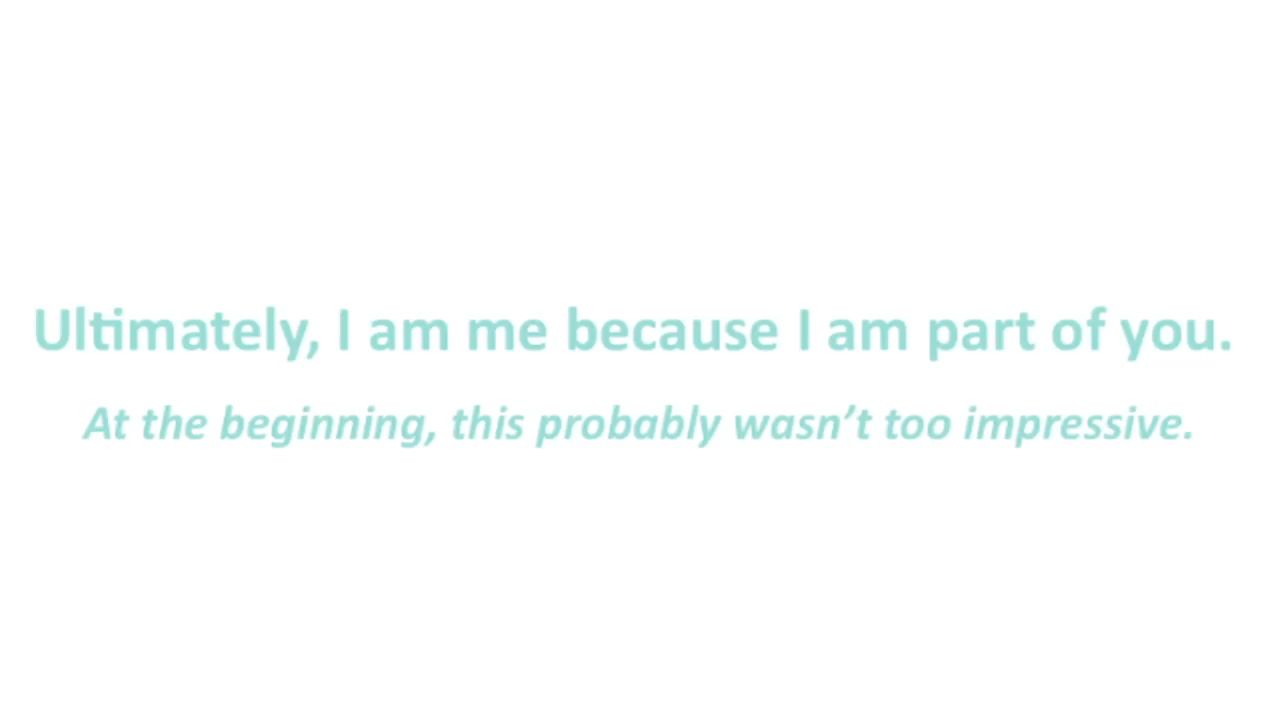 Ultimately, I am me because I am part of you.
At the beginning, this probably wasn’t too impressive.